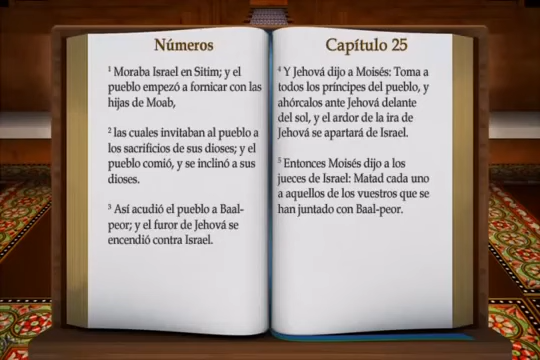 Números
¹ Moraba Israel en Sitim; y el
pueblo empezó a fornicar con las
hijas de Moab,
² las cuales invitaban al pueblo a
los sacrificios de sus dioses; y el
pueblo comió, y se inclinó a sus
dioses.
³ Así acudió el pueblo a Baal-
peor; y el furor de Jehová se
encendió contra Israel.
Capítulo 25
⁴ Y Jehová dijo a Moisés: Toma a
todos los príncipes del pueblo, y
ahórcalos ante Jehová delante
del sol, y el ardor de la ira de
Jehová se apartará de Israel.
⁵ Entonces Moisés dijo a los
jueces de Israel: Matad cada uno
a aquellos de los vuestros que se
han juntado con Baal-peor.